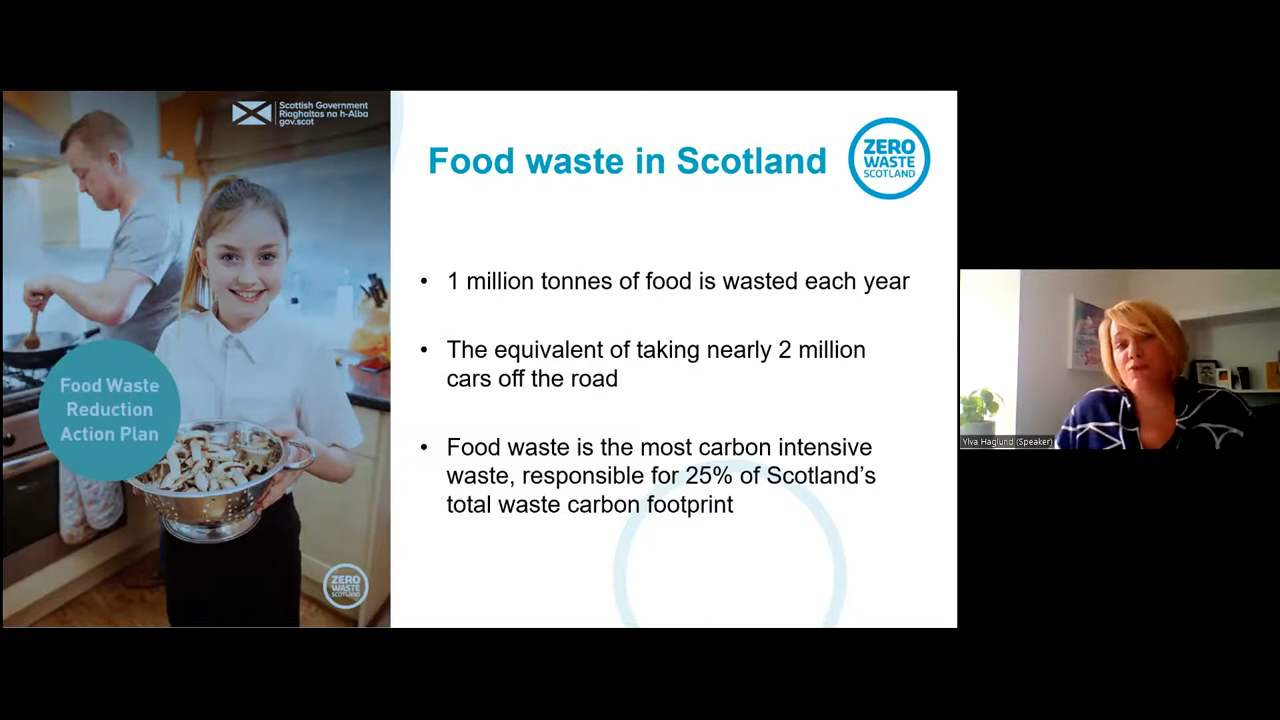 Scottish Government
Riaghaltas na h-Alba
gov.scot
Food Waste
Reduction
Action Plan
ZERO
WASTE
SCOTLAND
Food waste in Scotland
ZERO
WASTE
SCOTLAND
• 1 million tonnes of food is wasted each year
• The equivalent of taking nearly 2 million
cars off the road
• Food waste is the most carbon intensive
waste, responsible for 25% of Scotland’s
total waste carbon footprint
Ylva Haglund (Speaker)